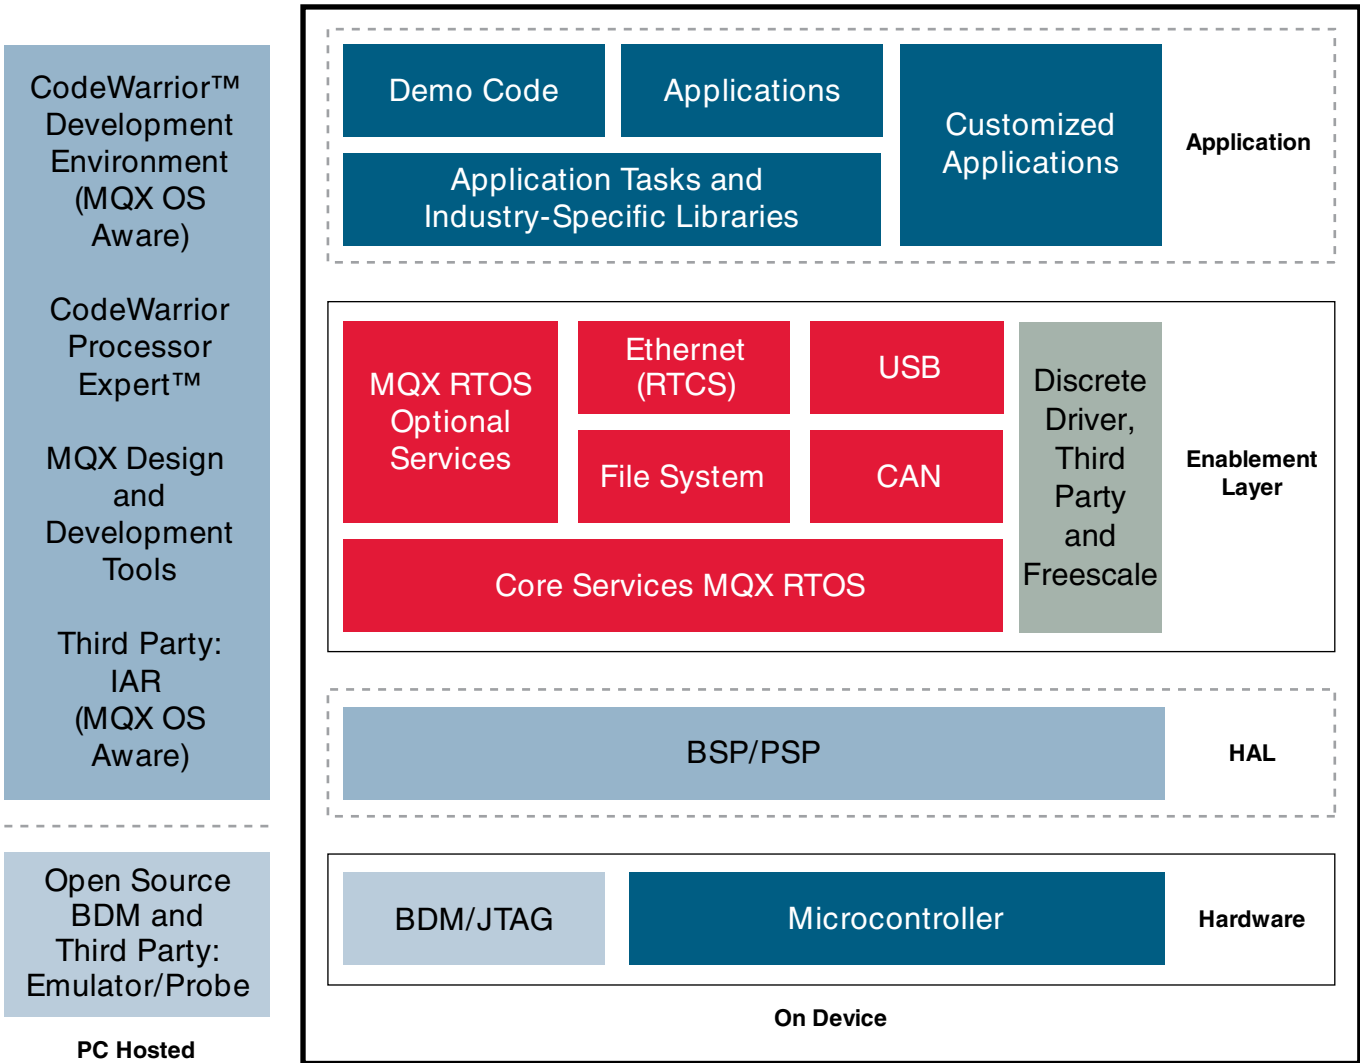 CodeWarrior™
Development
Environment
(MQX OS
Aware)
CodeWarrior
Processor
Expert™
MQX Design
and
Development
Tools
Third Party:
IAR
(MQX OS
Aware)
Open Source
BDM and
Third Party:
Emulator/Probe
PC Hosted
Demo Code
Applications
Customized
Applications
Application Tasks and
Industry-Specific Libraries
Application
MQX RTOS
Optional
Services
Ethernet
(RTCS)
USB
File System
CAN
Core Services MQX RTOS
Discrete
Driver,
Third
Party
and
Freescale
Enablement
Layer
BSP/PSP
HAL
BDM/JTAG
Microcontroller
Hardware
On Device